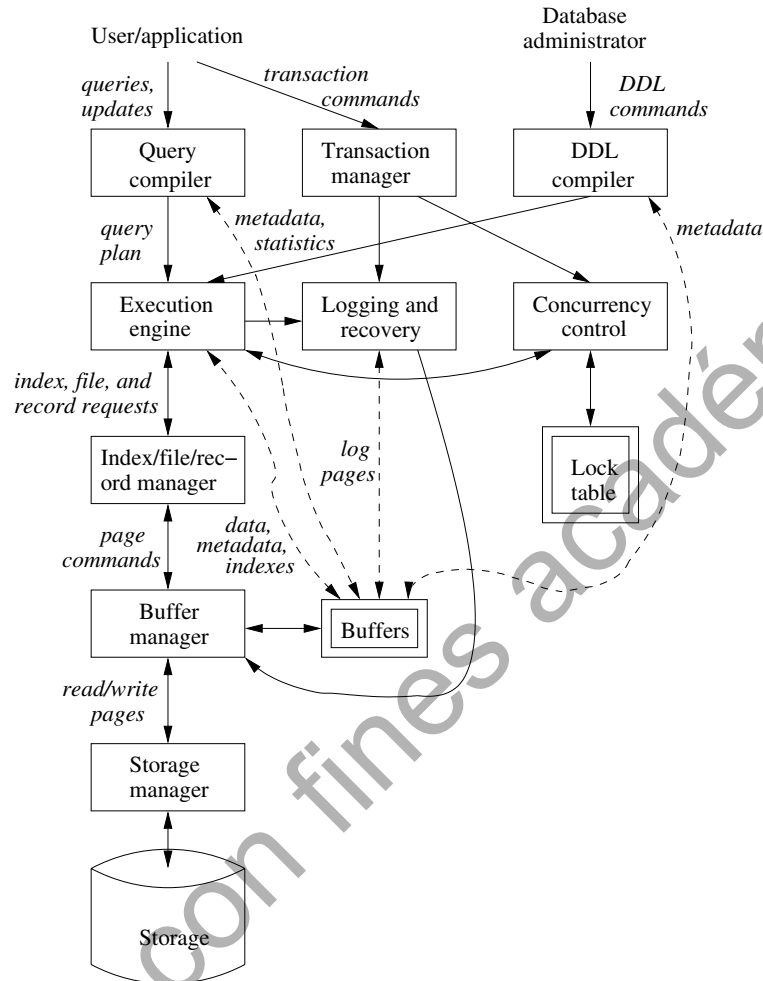 User/application
Database
administrator
queries,
updates
transaction
commands
DDL
commands
Query
compiler
Transaction
manager
DDL
compiler
query
plan
metadata,
statistics
metadata
Execution
engine
Logging and
recovery
Concurrency
control
index, file, and
record requests
Index/file/rec−
ord manager
log
pages
Lock
table
page
commands
data,
metadata,
indexes
Buffer
manager
Buffers
read/write
pages
Storage
manager
Storage
con fines académ